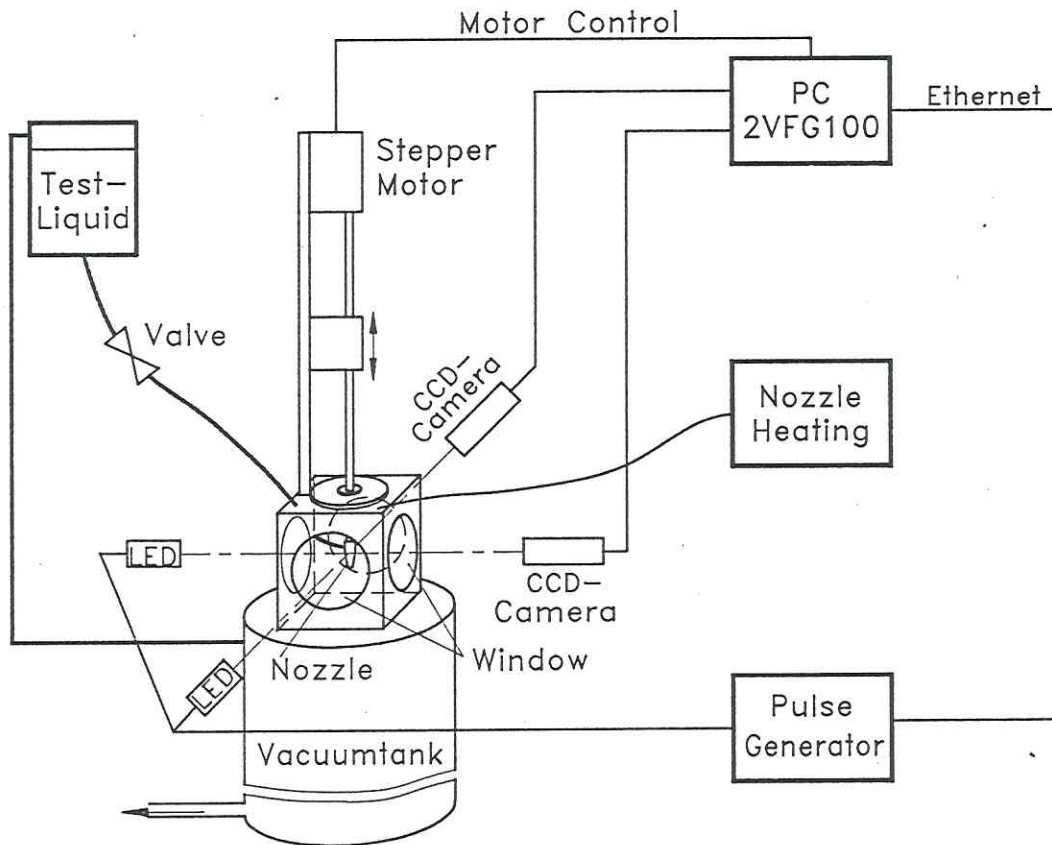 Motor Control
PC
2VFG100
Ethernet
Stepper
Motor
Test-
Liquid
Valve
CCD-
Camera
Nozzle
Heating
LED
CCD-
Camera
Nozzle
Window
LED
Vacuumtank
Pulse
Generator